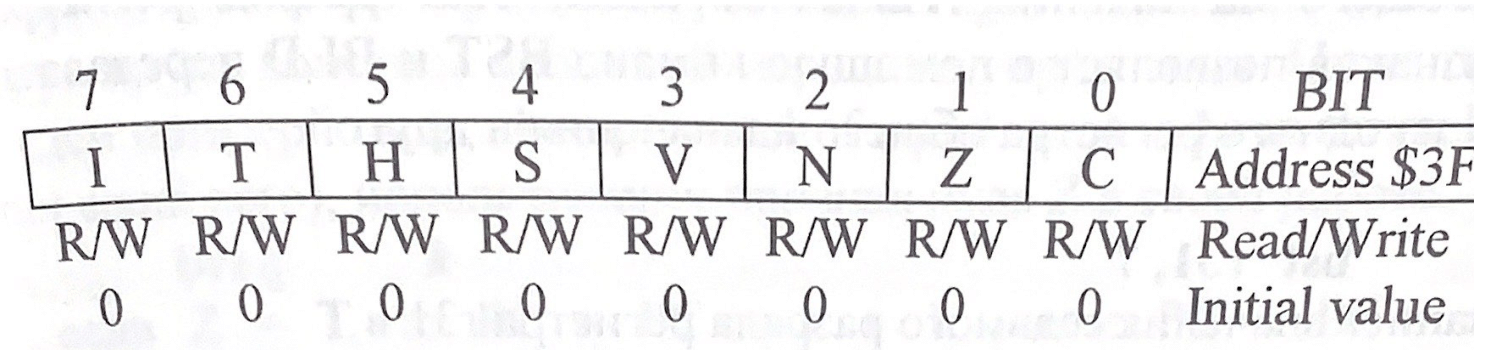 7 6 5 4 3 2 1 0 BIT
I T H S V N Z C Address $3F
R/W R/W R/W R/W R/W R/W R/W R/W Read/Write
0 0 0 0 0 0 0 0 Initial value